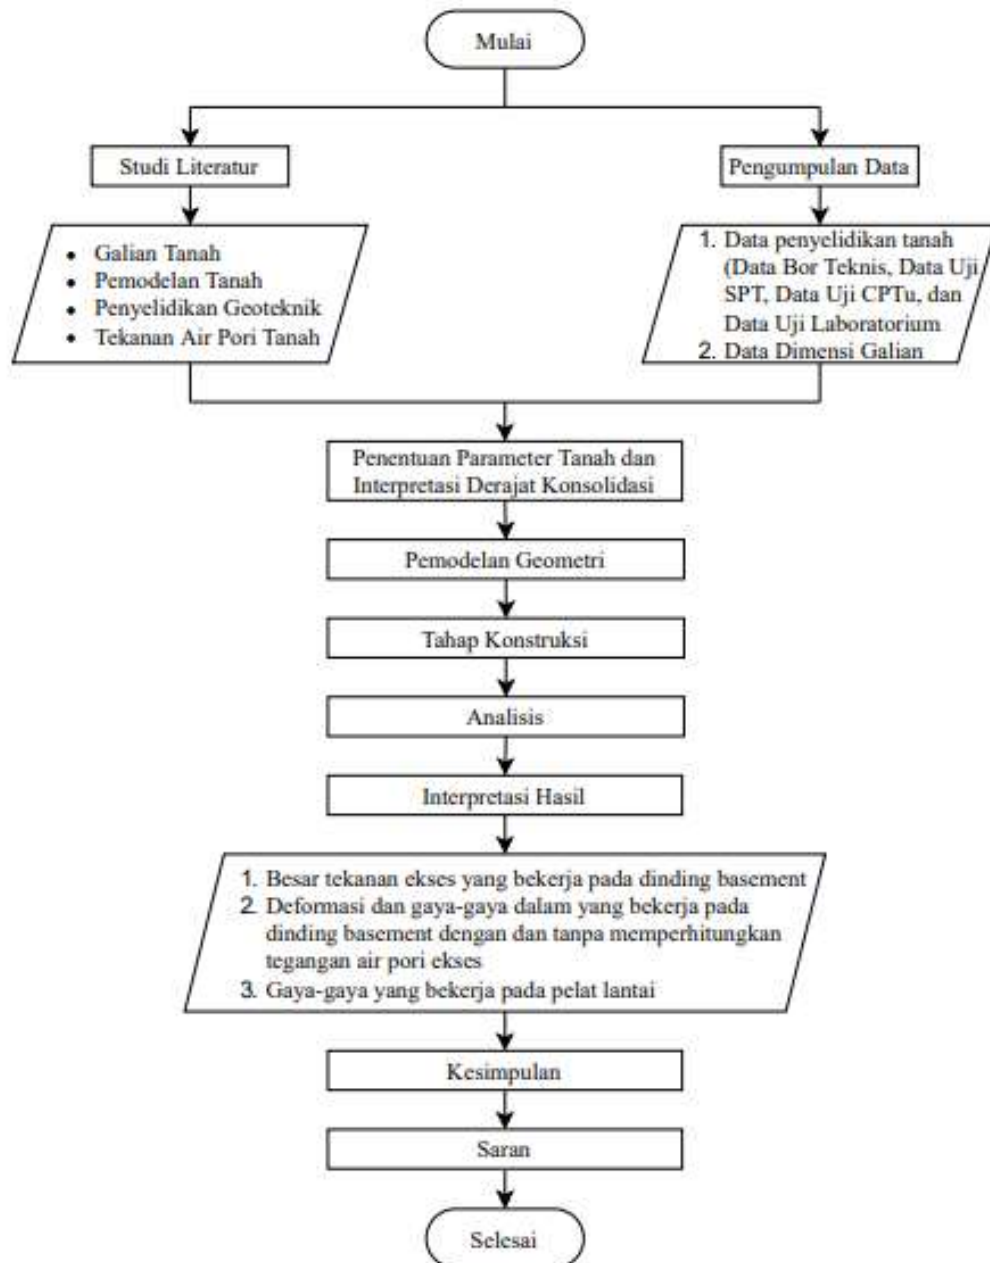 Mulai
Studi Literatur
• Galian Tanah
• Pemodelan Tanah
• Penyelidikan Geoteknik
• Tekanan Air Pori Tanah
Pengumpulan Data
1. Data penyelidikan tanah
(Data Bor Teknis, Data Uji
SPT, Data Uji CPTu, dan
Data Uji Laboratorium
2. Data Dimensi Galian
Penentuan Parameter Tanah dan
Interpretasi Derajat Konsolidasi
Pemodelan Geometri
Tahap Konstruksi
Analisis
Interpretasi Hasil
1. Besar tekanan ekses yang bekerja pada dinding basement
2. Deformasi dan gaya-gaya dalam yang bekerja pada
dinding basement dengan dan tanpa memperhitungkan
tegangan air pori ekses
3. Gaya-gaya yang bekerja pada pelat lantai
Kesimpulan
Saran
Selesai